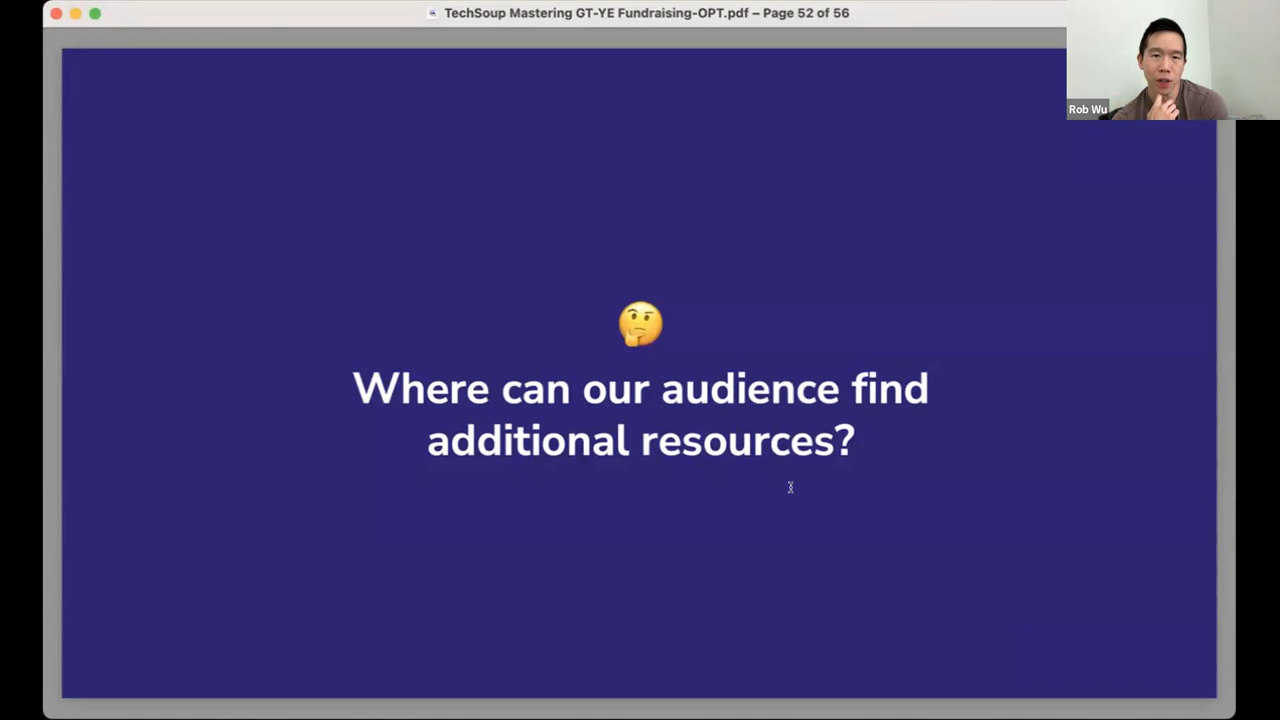 TechSoup Mastering GT-YE Fundraising-OPT.pdf – Page 52 of 56
Rob Wu
Where can our audience find
additional resources?